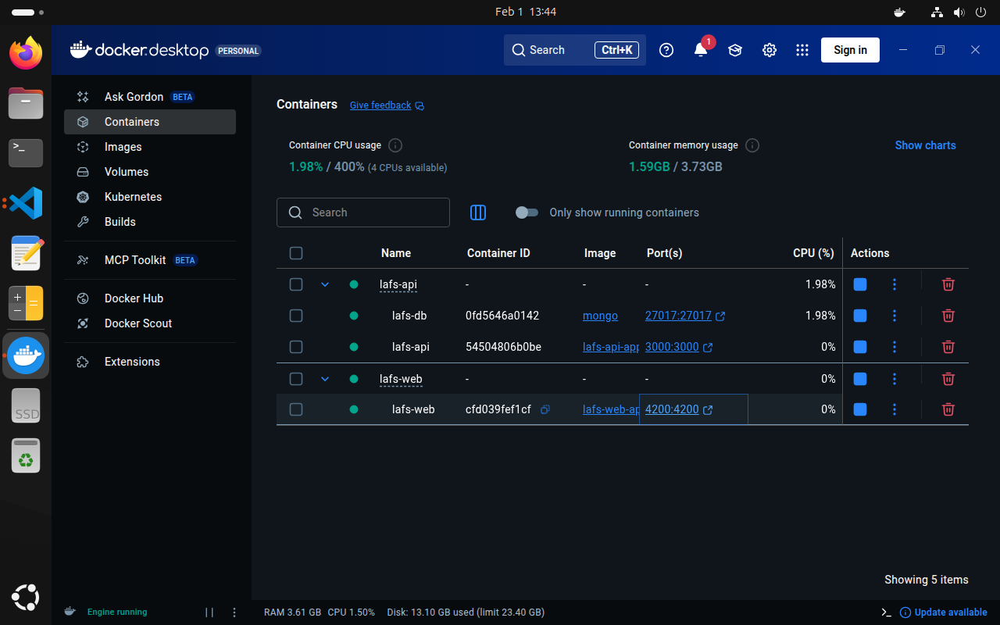 Feb 1 13:44
docker.desktop PERSONAL
Search Ctrl+K
1
Sign in
Ask Gordon BETA
Containers
Images
Volumes
Kubernetes
Builds
MCP Toolkit BETA
Docker Hub
Docker Scout
Extensions
Containers Give feedback
Container CPU usage
1.98% / 400% (4 CPUs available)
Container memory usage
1.59GB / 3.73GB
Show charts
Search
Only show running containers
Name Container ID Image Port(s) CPU (%) Actions
lafs-api - - - 1.98%
lafs-db 0fd5646a0142 mongo 27017:27017 1.98%
lafs-api 54504806b0be lafs-api-app 3000:3000 0%
lafs-web - - - 0%
lafs-web cfd039fef1cf lafs-web-ap 4200:4200 0%
Showing 5 items
SSD
Engine running
RAM 3.61 GB CPU 1.50% Disk: 13.10 GB used (limit 23.40 GB)
Update available